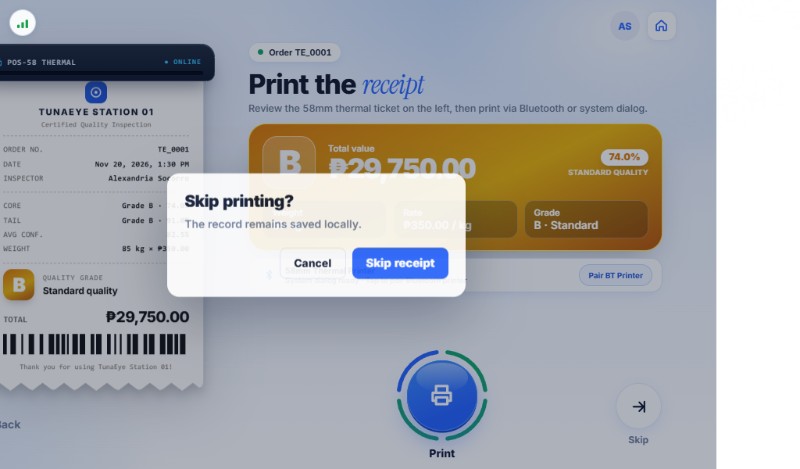 AS
POS-58 THERMAL
ONLINE
TUNAEYE STATION 01
Certified Quality Inspection
ORDER NO. TE_0001
DATE Nov 20, 2026, 1:30 PM
INSPECTOR Alexandria
CORE Grade B ·
TAIL Grade B ·
AVG CONF.
WEIGHT 85 kg ×
B
QUALITY GRADE
Standard quality
TOTAL ₱29,750.00
Thank you for using TunaEye Station 01!
Back
Order TE_0001
Print the receipt
Review the 58mm thermal ticket on the left, then print via Bluetooth or system dialog.
B
Total value
₱29,750.00
74.0%
STANDARD QUALITY
₱350.00 / kg
Grade
B · Standard
Pair BT Printer
Skip printing?
The record remains saved locally.
Cancel
Skip receipt
Print
Skip